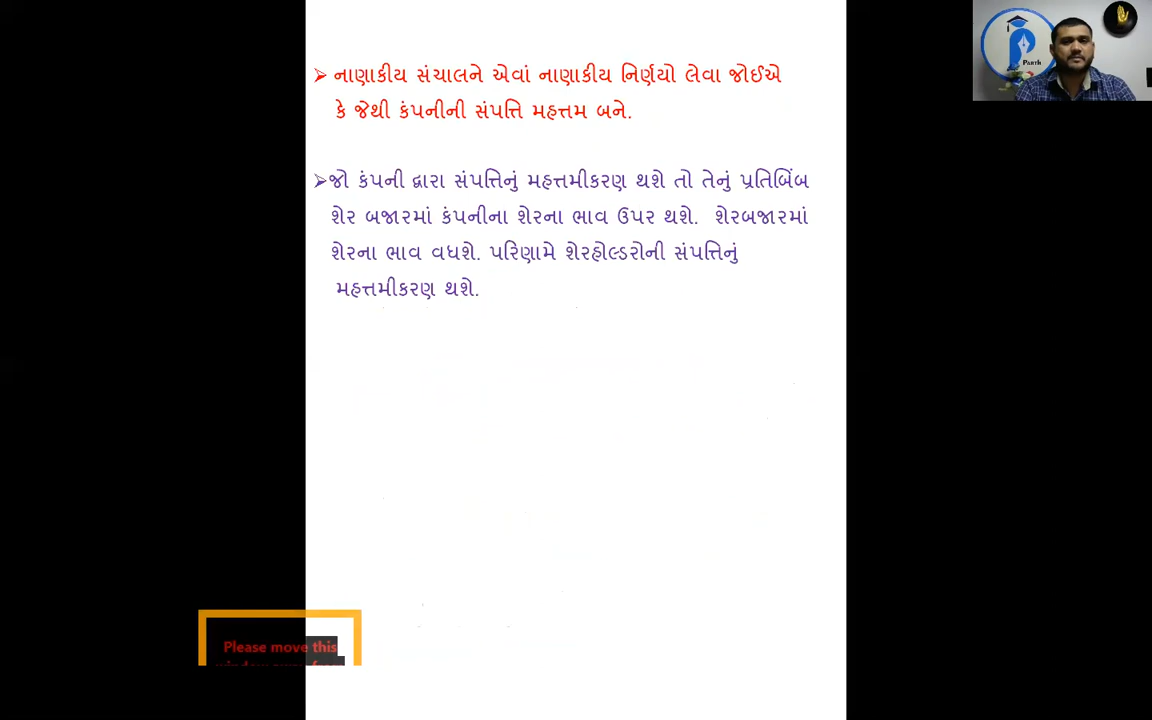 ➢ નાણાકીય સંચાલને એવાં નાણાકીય નિર્ણયો લેવા જોઈએ
કે જેથી કંપનીની સંપત્તિ મહત્તમ બને.
➢જો કંપની દ્વારા સંપત્તિનું મહત્તમીકરણ થશે તો તેનું પ્રતિબિંબ
શેર બજારમાં કંપનીના શેરના ભાવ ઉપર થશે. શેરબજારમાં
શેરના ભાવ વધશે. પરિણામે શેરહોલ્ડરોની સંપત્તિનું
મહત્તમીકરણ થશે.
Parth
Please move this